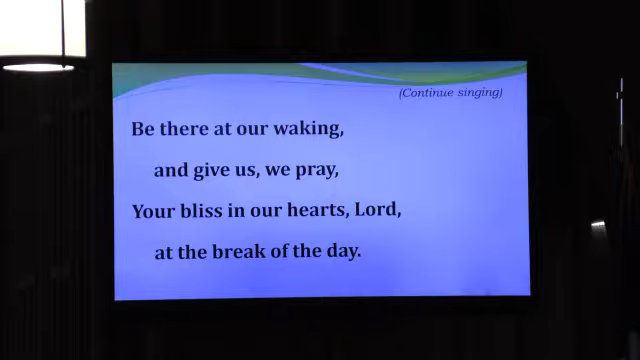 (Continue singing)
Be there at our waking,
and give us, we pray,
Your bliss in our hearts, Lord,
at the break of the day.